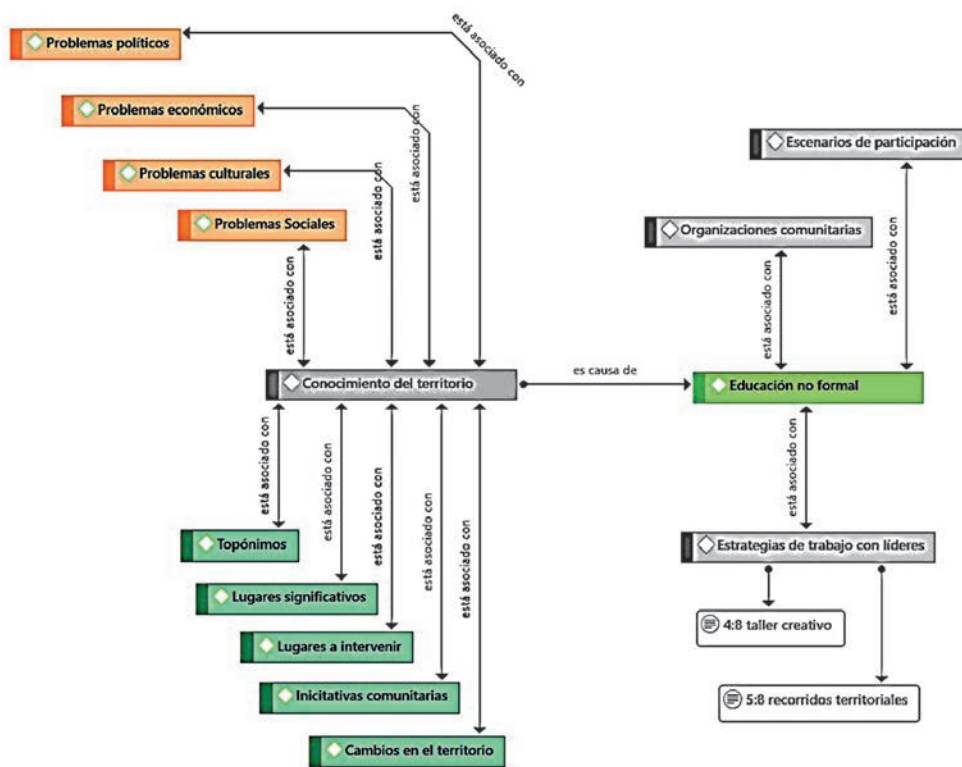 Problemas políticos
está asociado con
Problemas económicos
está asociado con
Problemas culturales
está asociado con
Problemas Sociales
está asociado con
Escenarios de participación
está asociado con
Organizaciones comunitarias
está asociado con
Conocimiento del territorio
es causa de
Educación no formal
está asociado con
está asociado con
está asociado con
está asociado con
está asociado con
está asociado con
Topónimos
Lugares significativos
Lugares a intervenir
Inicitativas comunitarias
Cambios en el territorio
Estrategias de trabajo con líderes
4:8 taller creativo
5:8 recorridos territoriales